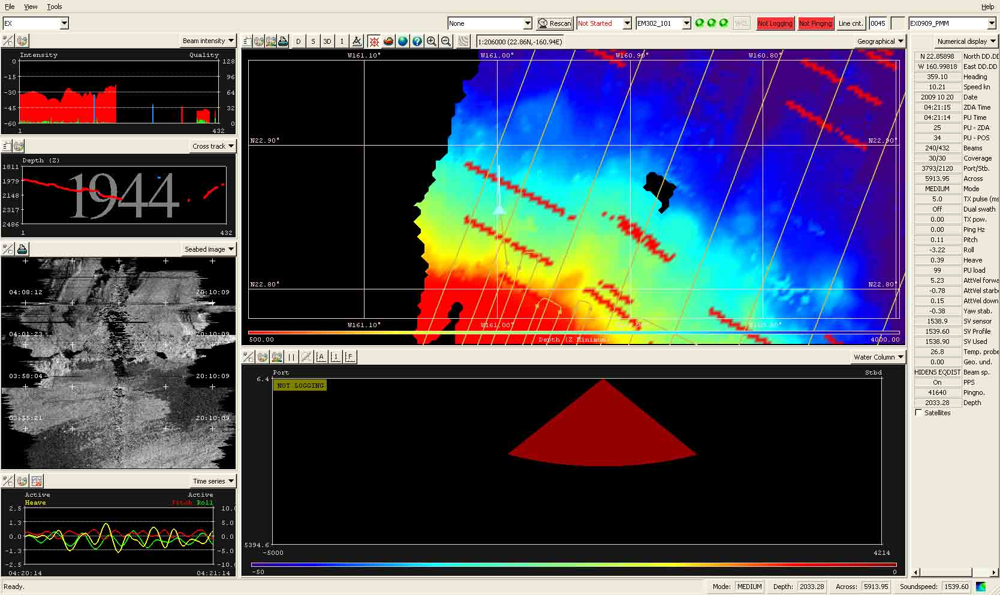 File View Tools Help
EX None Rescan Not Started EM302_101 WCL Not Logging Not Pinging Line cnt. 0045 EX0909_PMM
Beam intensity
Intensity Quality
0 128
-15 96
-30 64
-45 32
-60 0
1 432
Cross track
Depth (Z)
1811
1979
2148
2317
2486
1944
1 432
Seabed image
04:08:12 20:10:09
04:01:23 20:10:09
03:58:04 20:10:09
03:55:21 20:10:09
Time series
Active Active
Heave Pitch Roll
2.5 10.0
1.3 5.0
0.0 0.0
-1.3 -5.0
-2.5 -10.0
04:20:14 04:21:14
D S 3D I 1:206000 (22.86N,-160.94E) Geographical
W161.10° W161.00° W160.90° W160.80°
N22.90° N22.90°
N22.80° N22.80°
W161.10° W161.00° W160.90° W160.80°
500.00 Depth (Z Minimum) 4000.00
A 1 F Water Column
Port Stbd
6.4
NOT LOGGING
5394.6
-5000 4214
-50 0
Numerical display
N 22.85898 North DD.DD
W 160.99818 East DD.DD
359.10 Heading
10.21 Speed kn
2009 10 20 Date
04:21:15 ZDA Time
04:21:14 PU Time
25 PU - ZDA
34 PU - POS
240/432 Beams
30/30 Coverage
3793/2120 Port/Stb.
5913.95 Across
MEDIUM Mode
5.0 TX pulse (ms
Off Dual swath
0.00 TX pow.
0.00 Ping Hz
0.11 Pitch
-3.22 Roll
0.39 Heave
99 PU load
5.23 AttVel forwa
-0.78 AttVel starb
0.15 AttVel down
-0.38 Yaw stab.
1538.9 SV sensor
1539.60 SV Profile
1538.90 SV Used
26.8 Temp. probe
0.00 Geo. und.
HIDENS EQDIST Beam sp.
On PPS
41640 Pingno.
2033.28 Depth
Satellites
Ready. Mode: MEDIUM Depth: 2033.28 Across: 5913.95 Soundspeed: 1539.60